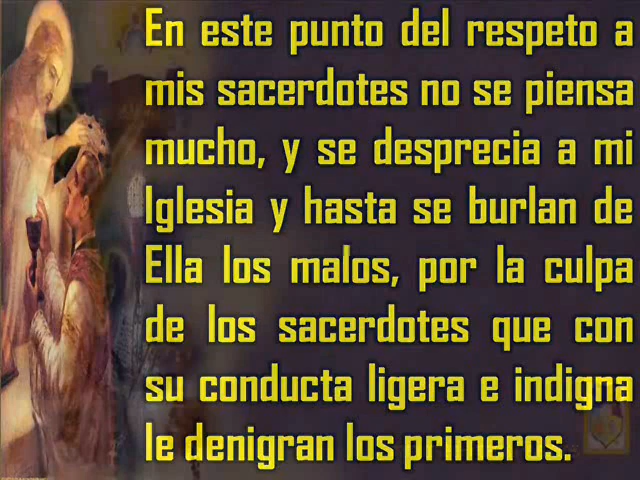 En este punto del respeto a
mis sacerdotes no se piensa
mucho, y se desprecia a mi
Iglesia y hasta se burlan de
Ella los malos, por la culpa
de los sacerdotes que con
su conducta ligera e indigna
le denigran los primeros.